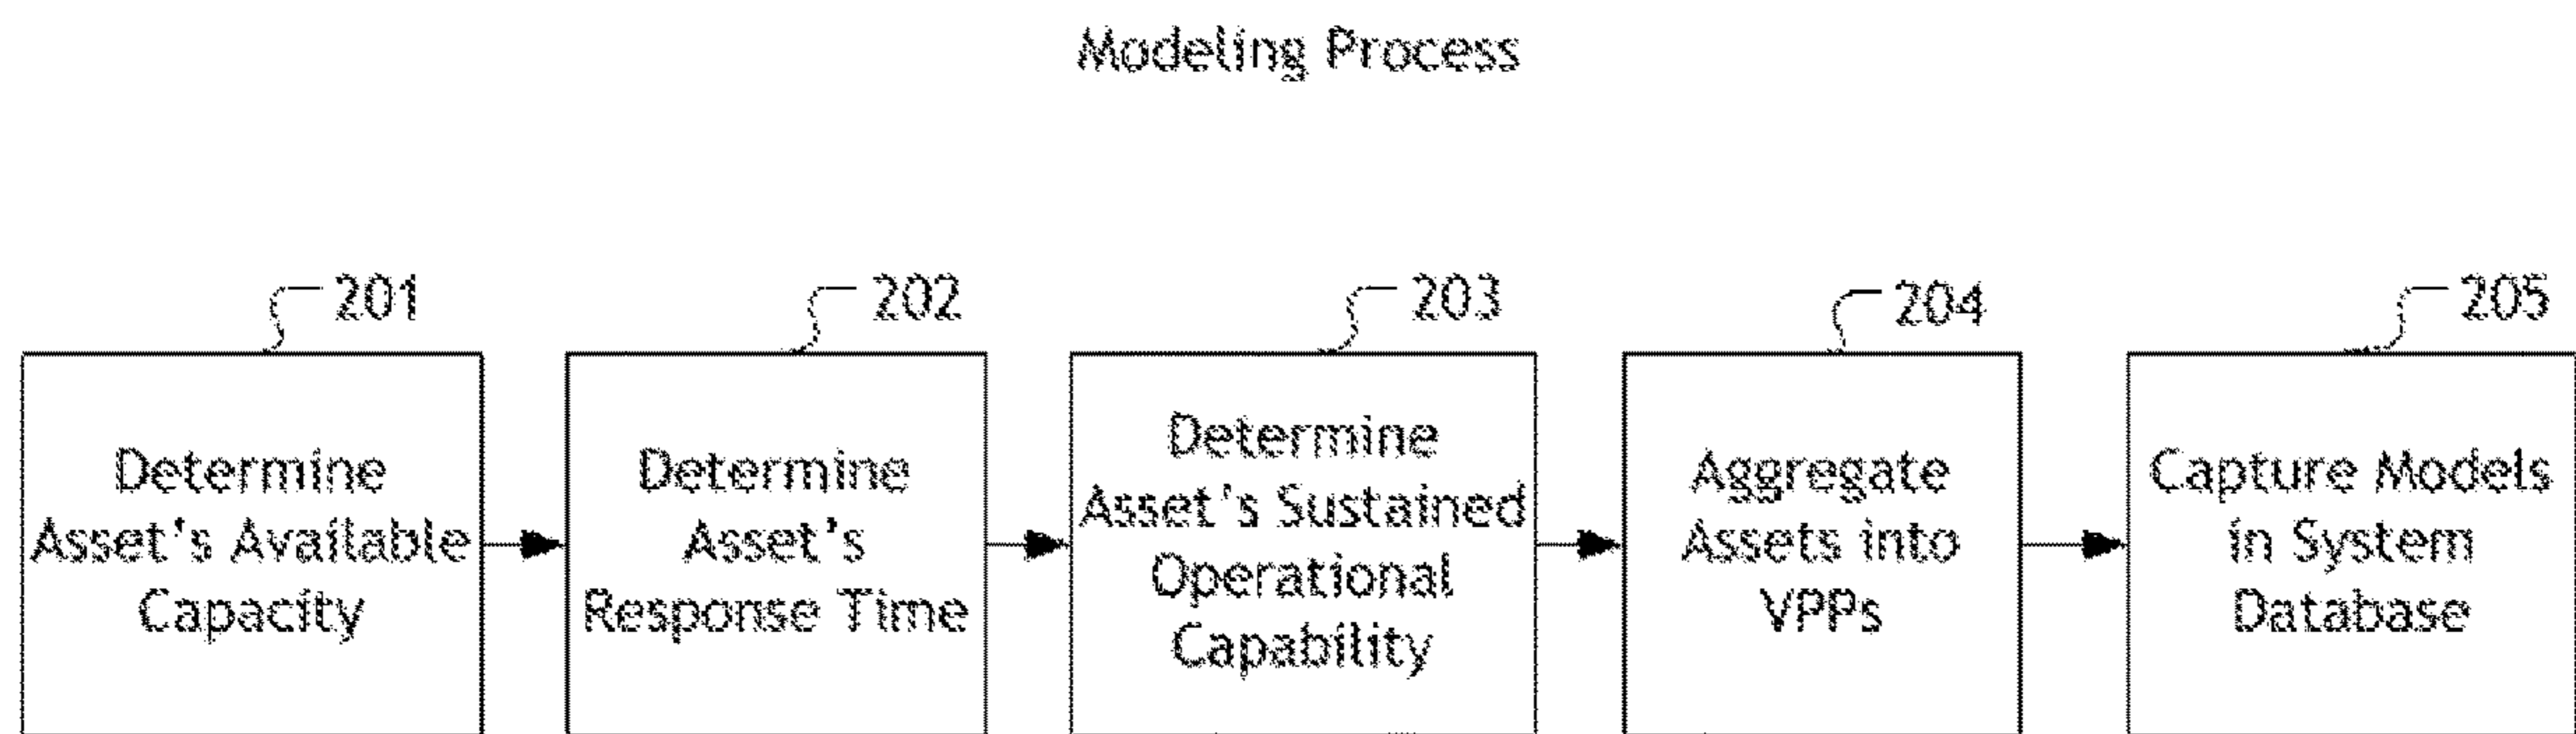 Modeling Process
201
202
203
204
205
Determine
Asset's Available
Capacity
Determine
Asset's
Response Time
Determine
Asset's Sustained
Operational
Capability
Aggregate
Assets into
VPPs
Capture Models
in System
Database